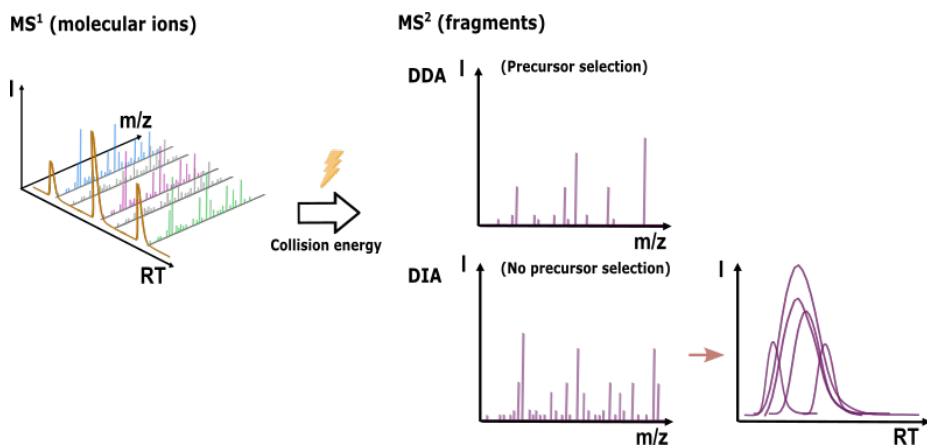 MS¹ (molecular ions)
MS² (fragments)
I
m/z
RT
Collision energy
DDA
I
(Precursor selection)
m/z
DIA
I
(No precursor selection)
m/z
I
RT